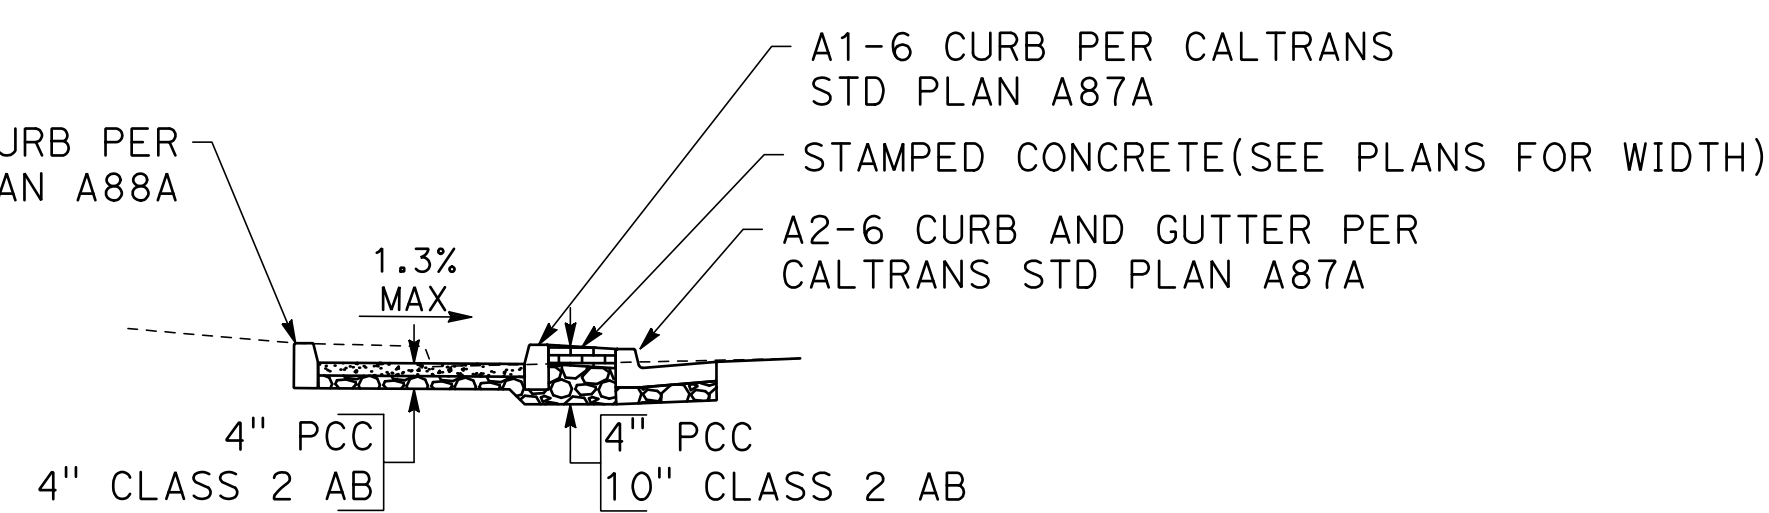 A1-6 CURB PER CALTRANS
STD PLAN A87A
URB PER
AN A88A
STAMPED CONCRETE(SEE PLANS FOR WIDTH)
A2-6 CURB AND GUTTER PER
CALTRANS STD PLAN A87A
1.3%
MAX
4" PCC
4" CLASS 2 AB
4" PCC
10" CLASS 2 AB